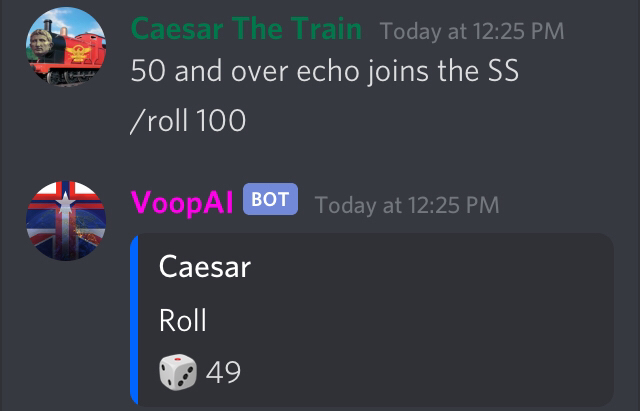 Caesar The Train Today at 12:25 PM
50 and over echo joins the SS
/roll 100
VoopAI BOT Today at 12:25 PM
Caesar
Roll
49